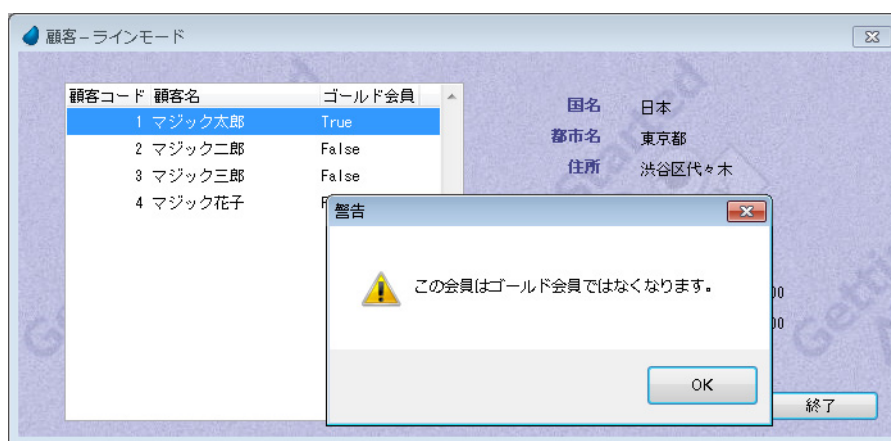 顧客－ラインモード
顧客コード 顧客名 ゴールド会員
1 マジック太郎 True
2 マジック二郎 False
3 マジック三郎 False
4 マジック花子
国名 日本
都市名 東京都
住所 渋谷区代々木
警告
この会員はゴールド会員ではなくなります。
OK
終了